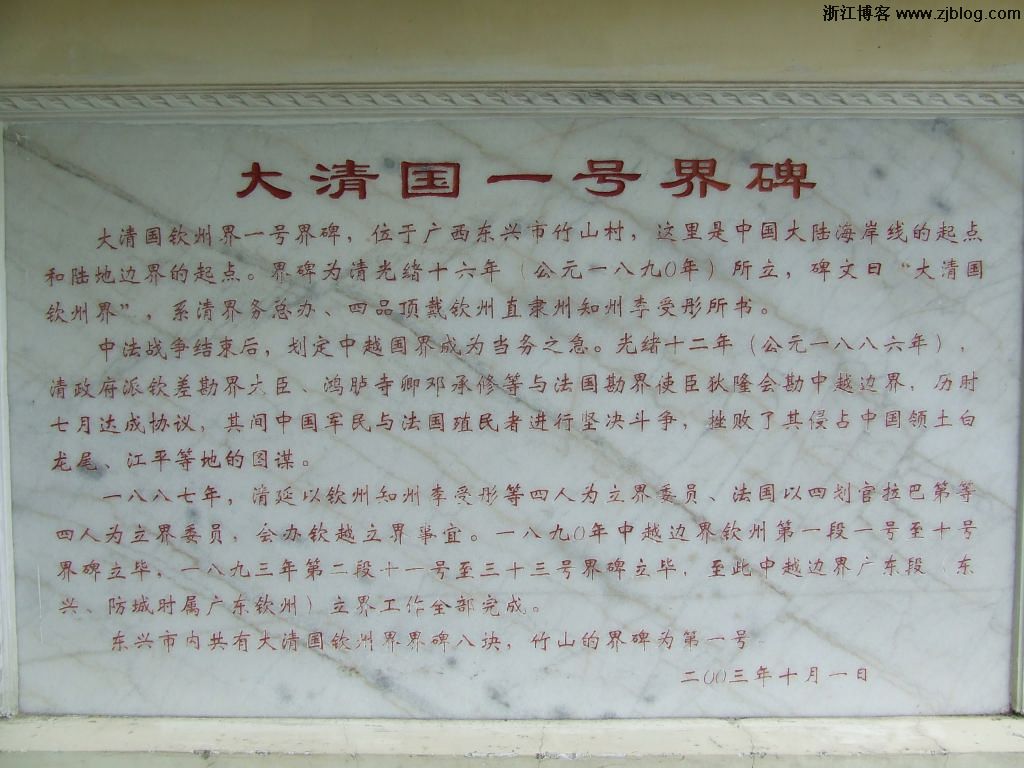 浙江博客 www.zjblog.com
大清国一号界碑
大清国钦州界一号界碑，位于广西东兴市竹山村，这里是中国大陆海岸线的起点
和陆地边界的起点。界碑为清光绪十六年（公元一八九〇年）所立，碑文曰“大清国
钦州界”，系清界务总办、四品顶戴钦州直隶州知州李受彤所书。
中法战争结束后，划定中越国界成为当务之急。光绪十二年（公元一八八六年），
清政府派钦差勘界大臣、鸿胪寺卿邓承修等与法国勘界使臣狄隆会勘中越边界，历时
七月达成协议，其间中国军民与法国殖民者进行坚决斗争，挫败了其侵占中国领土白
龙尾、江平等地的图谋。
一八八七年，清廷以钦州知州李受彤等四人为立界委员、法国以四划官拉巴第等
四人为立界委员，会办钦越立界事宜。一八九〇年中越边界钦州第一段一号至十号
界碑立毕，一八九三年第二段十一号至三十三号界碑立毕，至此中越边界广东段（东
兴、防城时属广东钦州）立界工作全部完成。
东兴市内共有大清国钦州界界碑八块，竹山的界碑为第一号
二〇〇三年十月一日